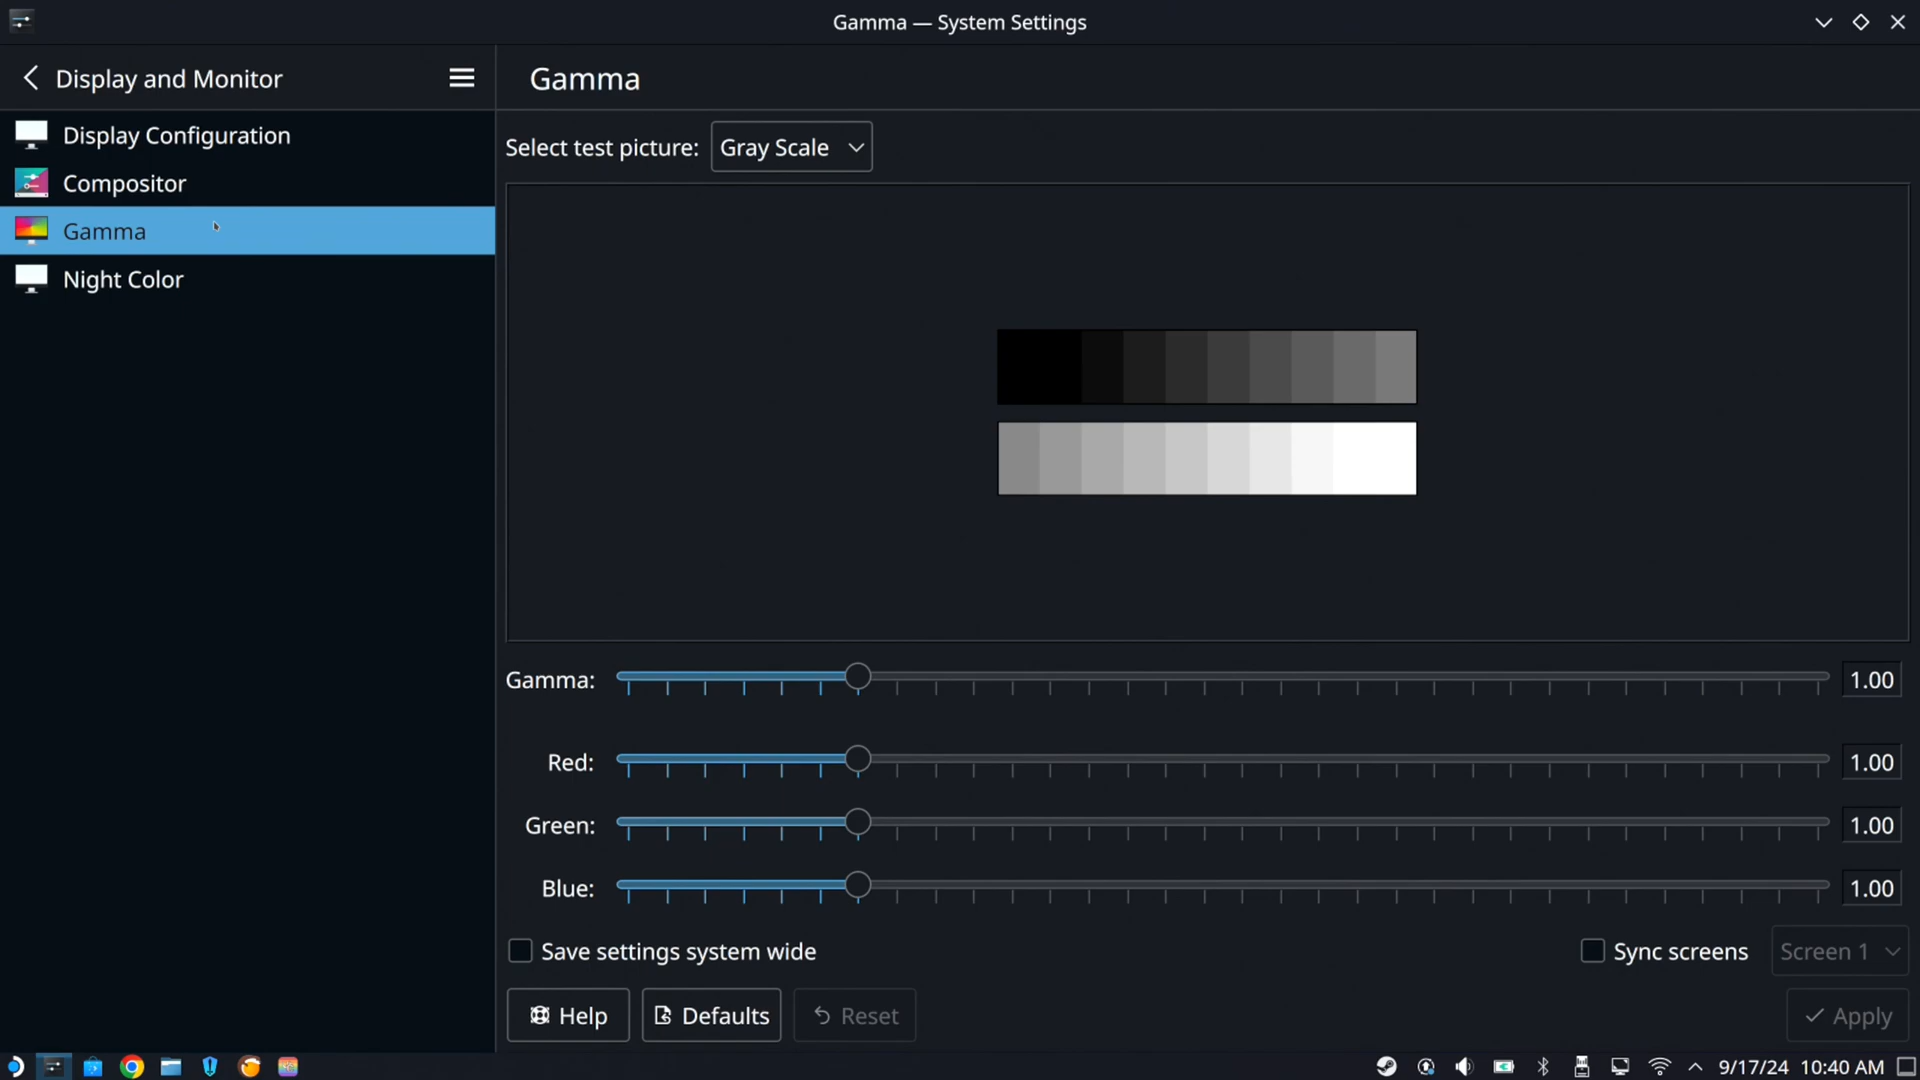 Gamma — System Settings
Display and Monitor
Gamma
Display Configuration
Compositor
Gamma
Night Color
Select test picture: Gray Scale
Gamma: 1.00
Red: 1.00
Green: 1.00
Blue: 1.00
Save settings system wide
Sync screens Screen 1
Help Defaults Reset Apply
9/17/24 10:40 AM